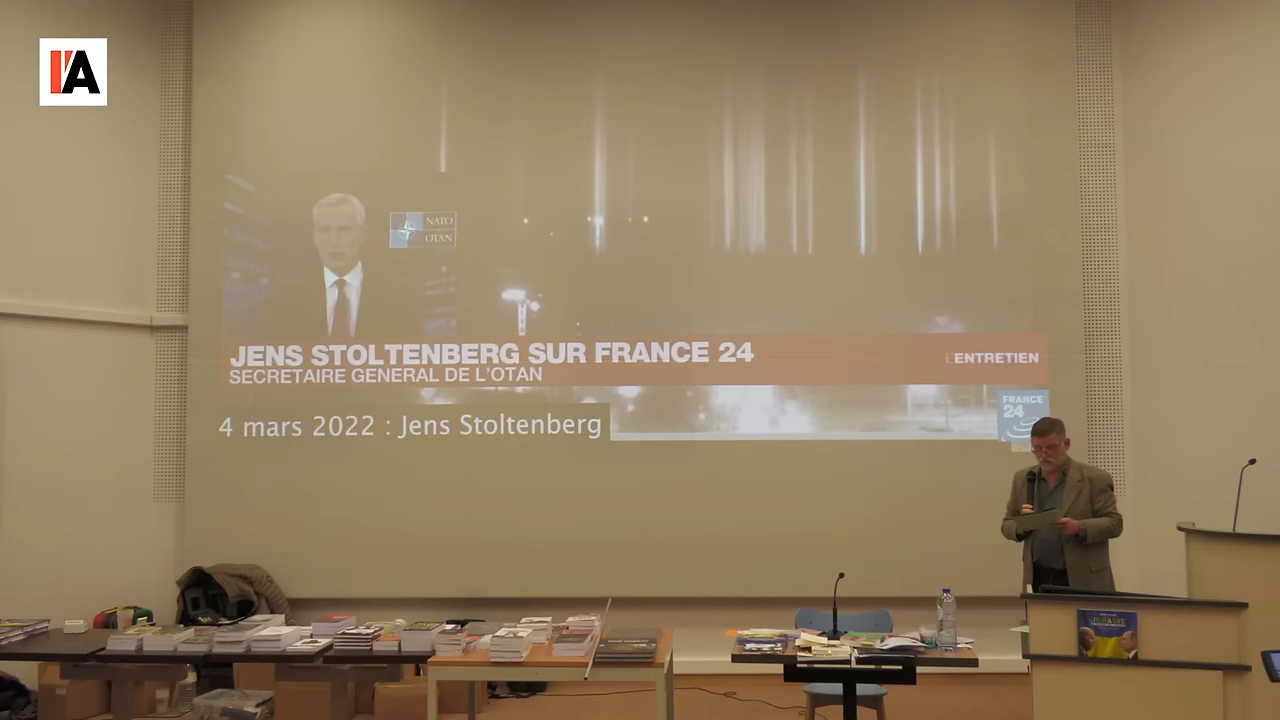 I'A
NATO
OTAN
JENS STOLTENBERG SUR FRANCE 24
SECRETAIRE GENERAL DE L'OTAN
L'ENTRETIEN
4 mars 2022 : Jens Stoltenberg
FRANCE
24
UKRAINE